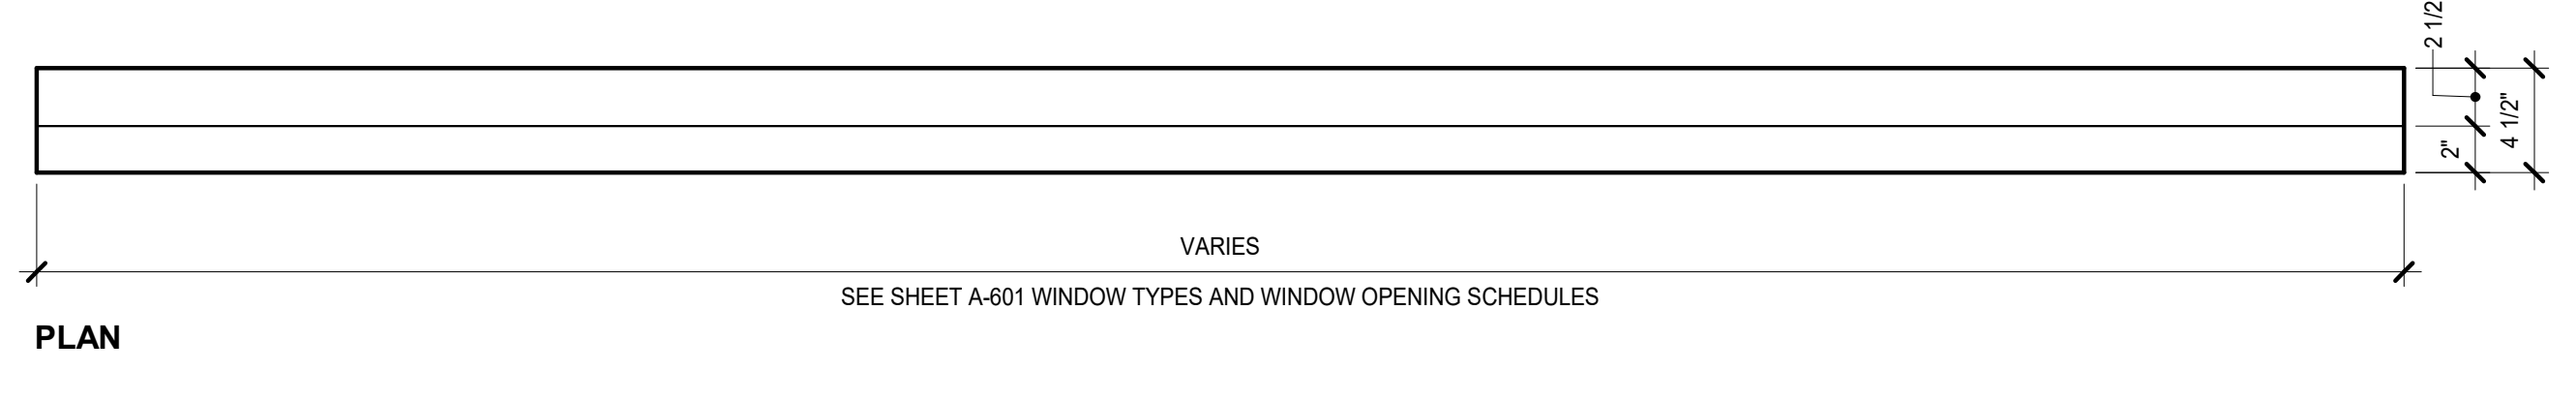 2 1/2
4 1/2"
2"
VARIES
SEE SHEET A-601 WINDOW TYPES AND WINDOW OPENING SCHEDULES
PLAN